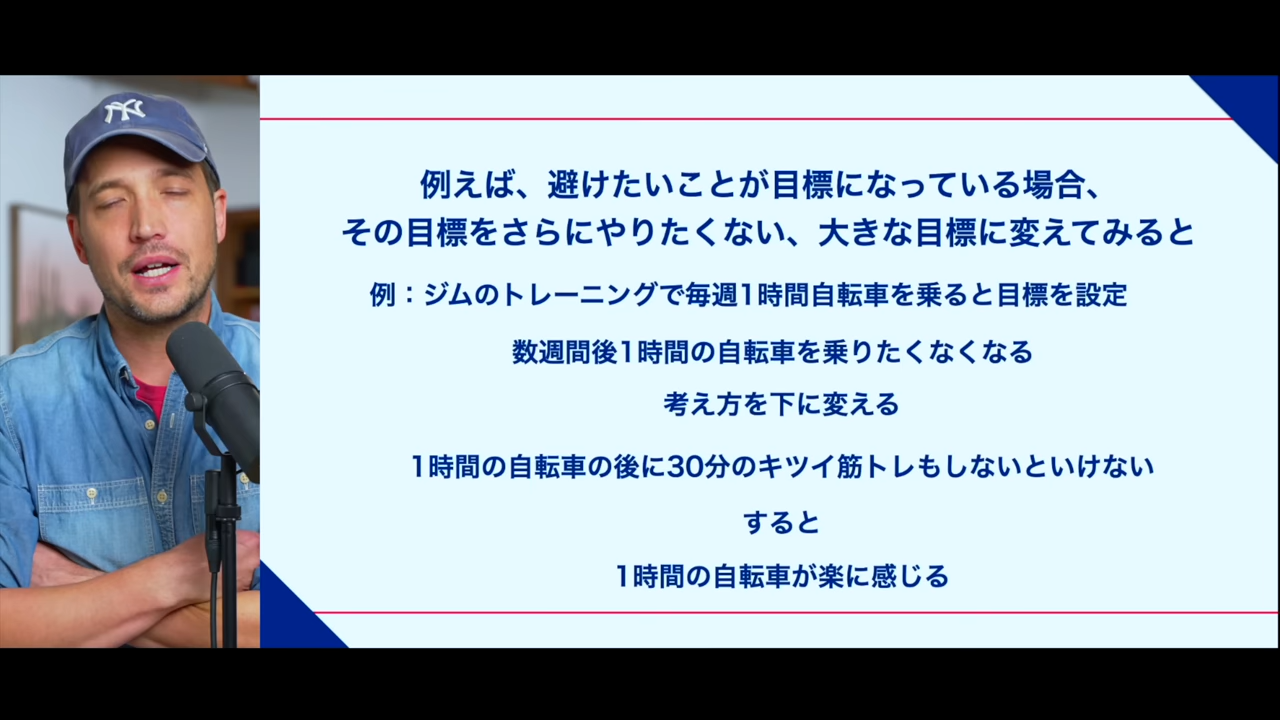 NY
例えば、避けたいことが目標になっている場合、
その目標をさらにやりたくない、大きな目標に変えてみると
例：ジムのトレーニングで毎週1時間自転車を乗ると目標を設定
数週間後1時間の自転車を乗りたくなくなる
考え方を下に変える
1時間の自転車の後に30分のキツイ筋トレもしないといけない
すると
1時間の自転車が楽に感じる